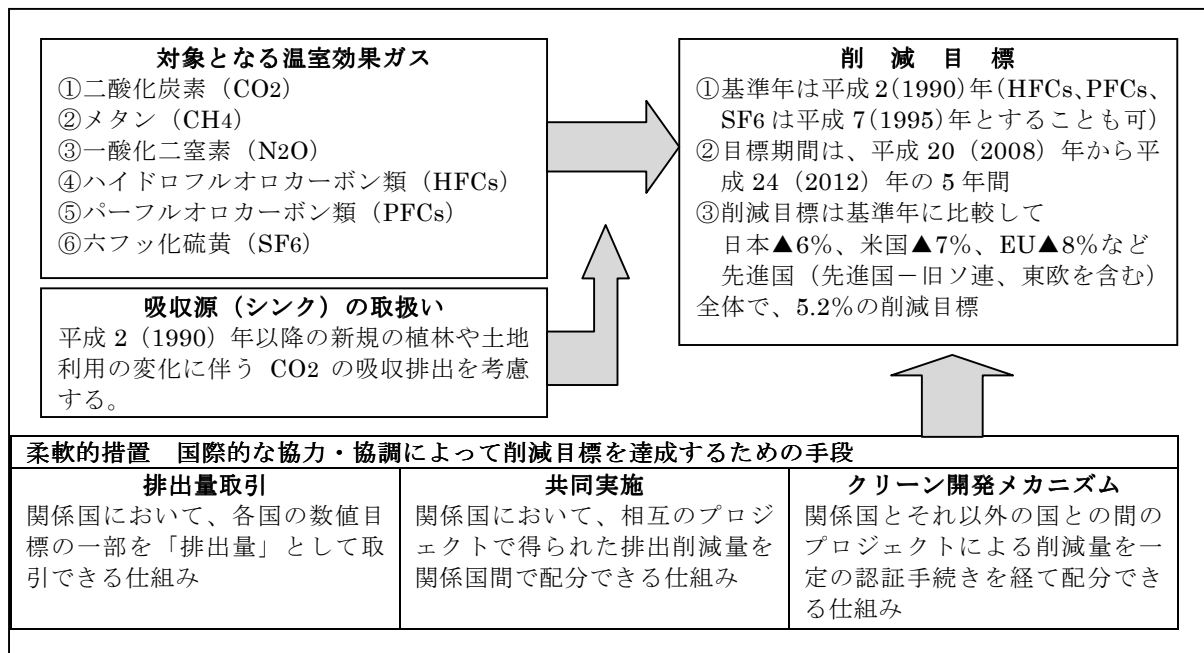 対象となる温室効果ガス
①二酸化炭素（CO2）
②メタン（CH4）
③一酸化二窒素（N2O）
④ハイドロフルオロカーボン類（HFCs）
⑤パーフルオロカーボン類（PFCs）
⑥六フッ化硫黄（SF6）
吸収源（シンク）の取扱い
平成 2（1990）年以降の新規の植林や土地
利用の変化に伴う CO2 の吸収排出を考慮
する。
削　減　目　標
①基準年は平成 2(1990)年(HFCs、PFCs、
SF6 は平成 7(1995)年とすることも可)
②目標期間は、平成 20（2008）年から平
成 24（2012）年の 5 年間
③削減目標は基準年に比較して
日本▲6%、米国▲7%、EU▲8%など
先進国（先進国－旧ソ連、東欧を含む）
全体で、5.2%の削減目標
柔軟的措置　国際的な協力・協調によって削減目標を達成するための手段
排出量取引
関係国において、各国の数値目
標の一部を「排出量」として取
引できる仕組み
共同実施
関係国において、相互のプロジ
ェクトで得られた排出削減量を
関係国間で配分できる仕組み
クリーン開発メカニズム
関係国とそれ以外の国との間の
プロジェクトによる削減量を一
定の認証手続きを経て配分でき
る仕組み